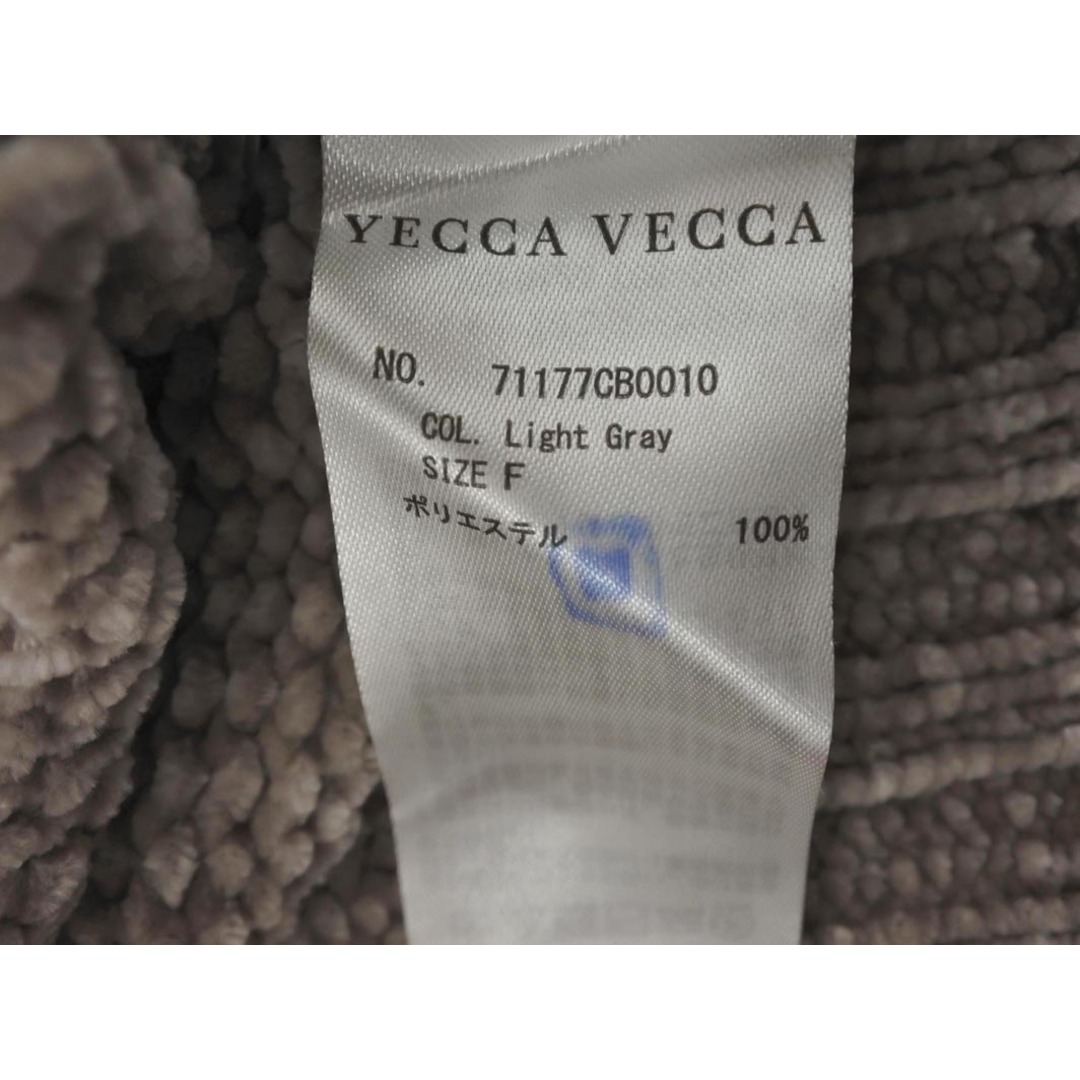 YECCA VECCA
NO. 71177CB0010
COL. Light Gray
SIZE F
ポリエステル 100%